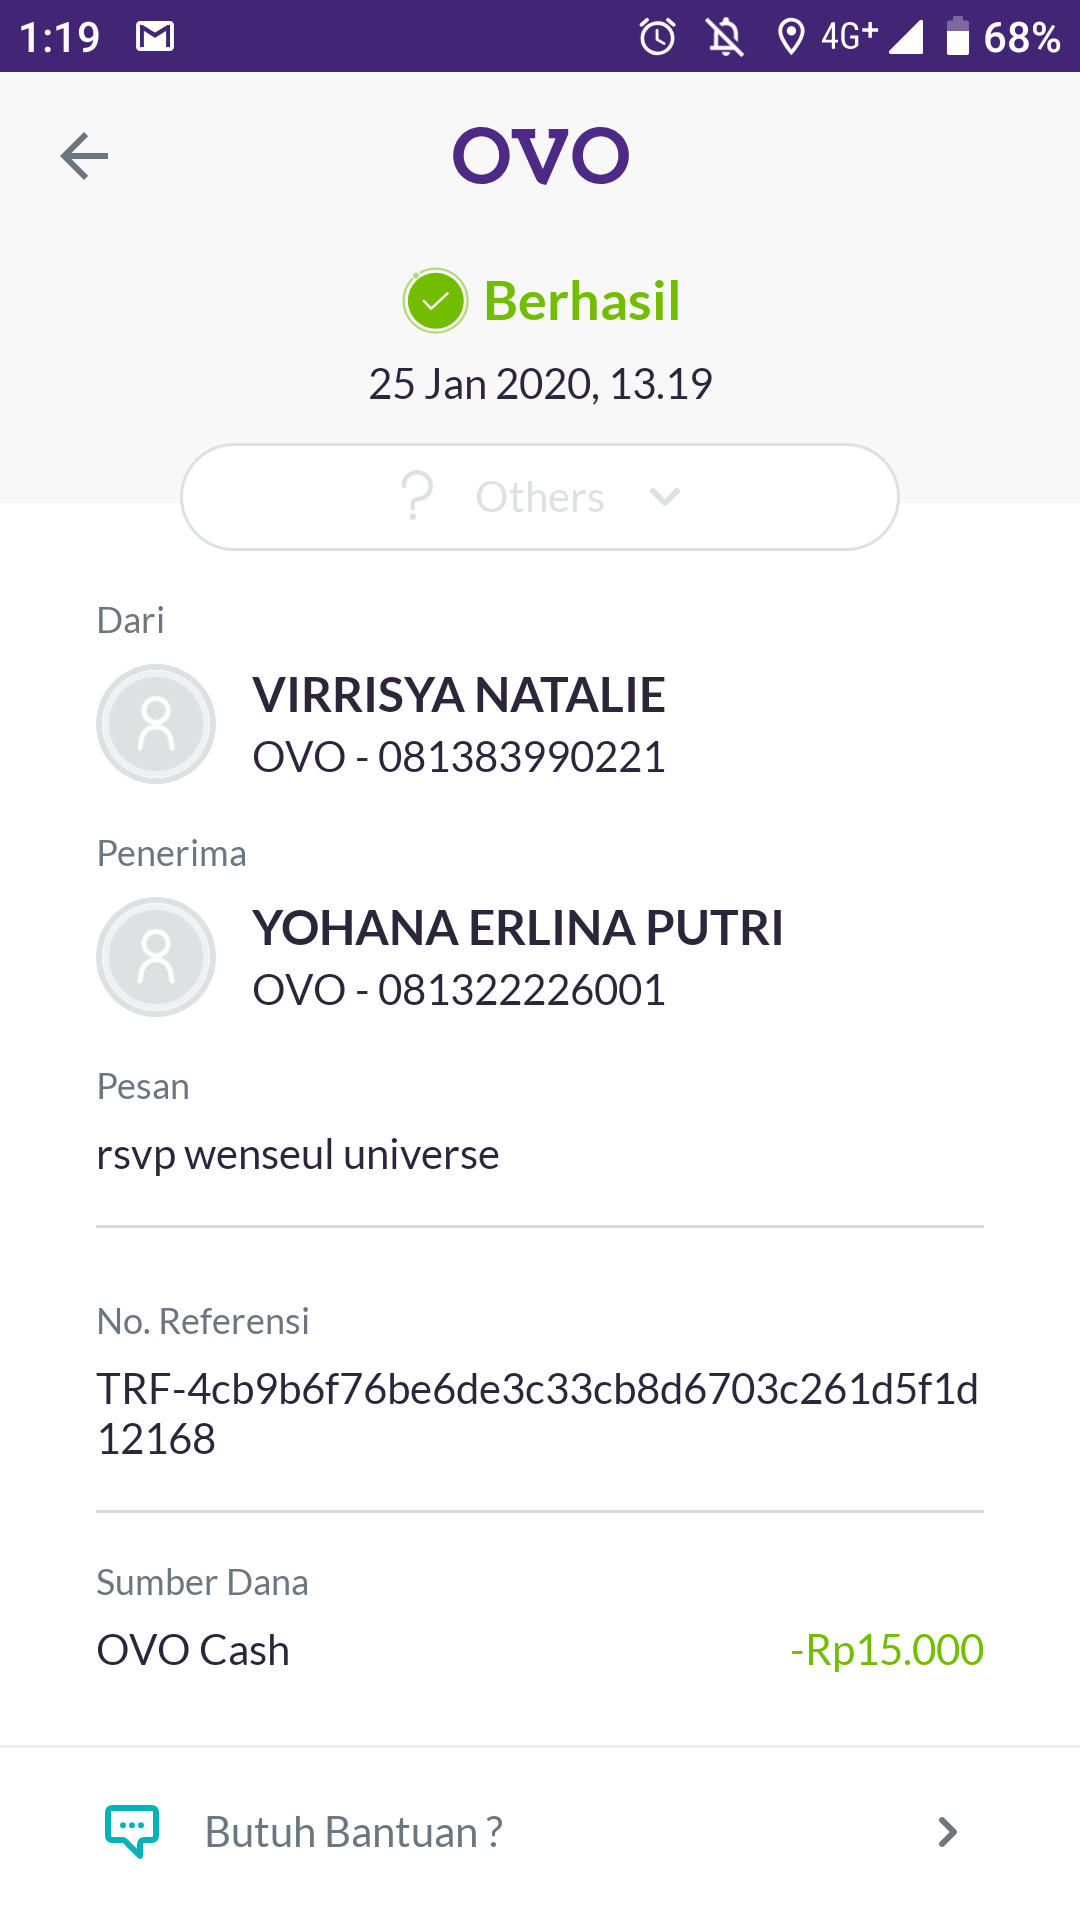 1:19 4G+ 68%
OVO
Berhasil
25 Jan 2020, 13.19
? Others
Dari
VIRRISYA NATALIE
OVO - 081383990221
Penerima
YOHANA ERLINA PUTRI
OVO - 081322226001
Pesan
rsvp wenseul universe
No. Referensi
TRF-4cb9b6f76be6de3c33cb8d6703c261d5f1d
12168
Sumber Dana
OVO Cash -Rp15.000
Butuh Bantuan ?